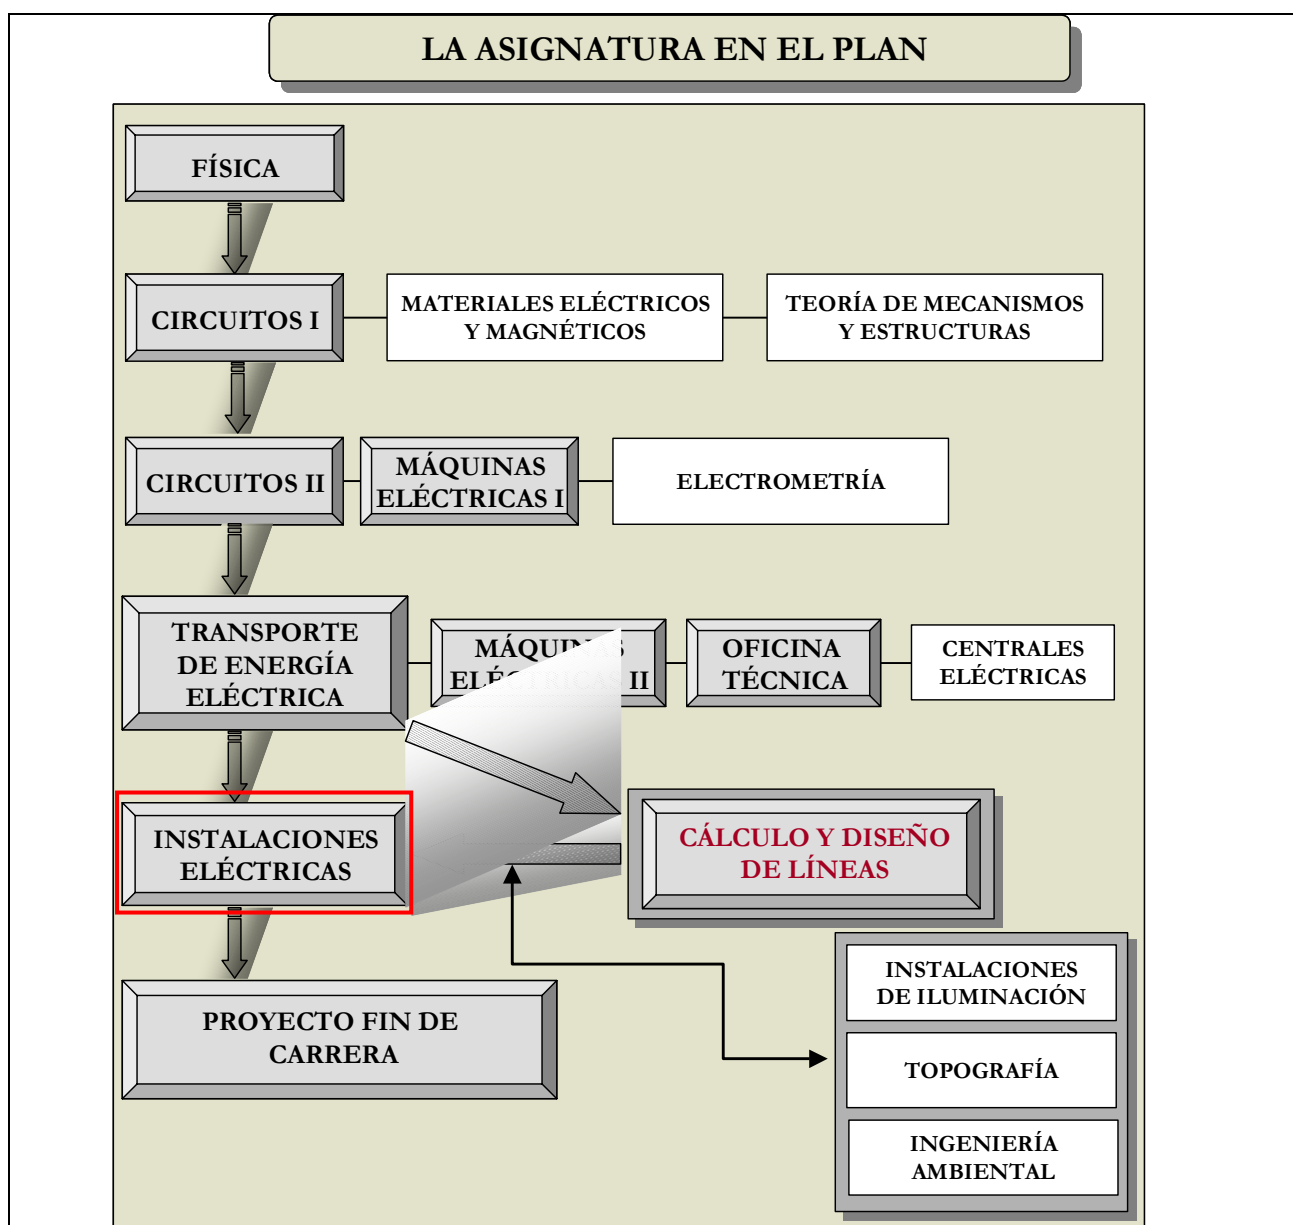 LA ASIGNATURA EN EL PLAN
FÍSICA
CIRCUITOS I
MATERIALES ELÉCTRICOS
Y MAGNÉTICOS
TEORÍA DE MECANISMOS
Y ESTRUCTURAS
CIRCUITOS II
MÁQUINAS
ELÉCTRICAS I
ELECTROMETRÍA
TRANSPORTE
DE ENERGÍA
ELÉCTRICA
MÁQUINAS
ELÉCTRICAS II
OFICINA
TÉCNICA
CENTRALES
ELÉCTRICAS
INSTALACIONES
ELÉCTRICAS
CÁLCULO Y DISEÑO
DE LÍNEAS
PROYECTO FIN DE
CARRERA
INSTALACIONES
DE ILUMINACIÓN
TOPOGRAFÍA
INGENIERÍA
AMBIENTAL